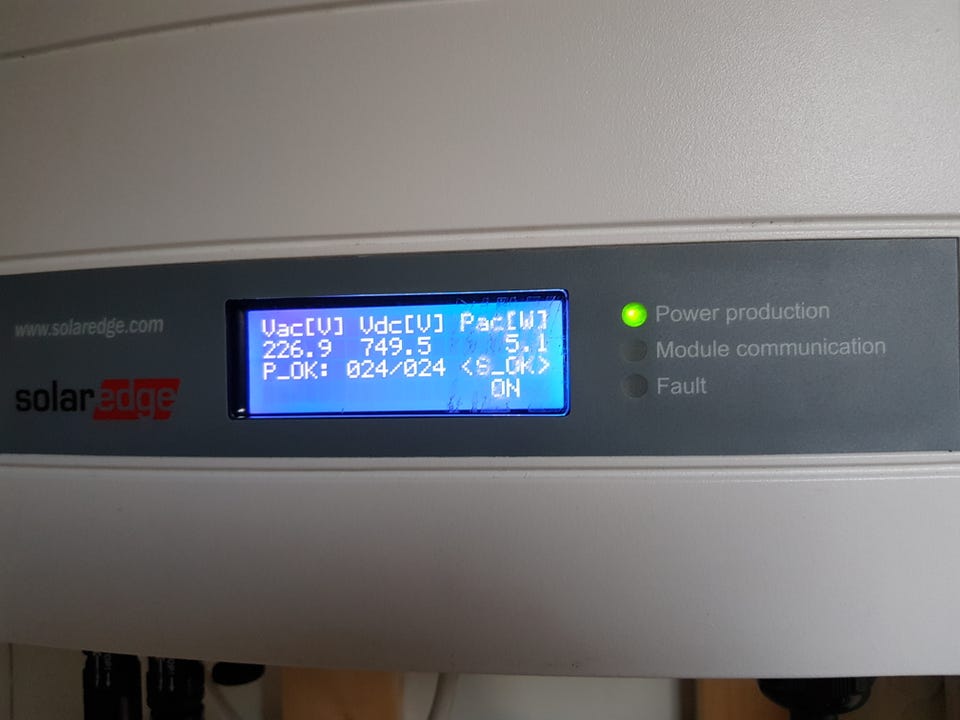 www.solaredge.com
solaredge
Vac[V] Vdc[V] Pac[W]
226.9 749.5 5.1
P_OK: 024/024 <S_OK>
ON
Power production
Module communication
Fault